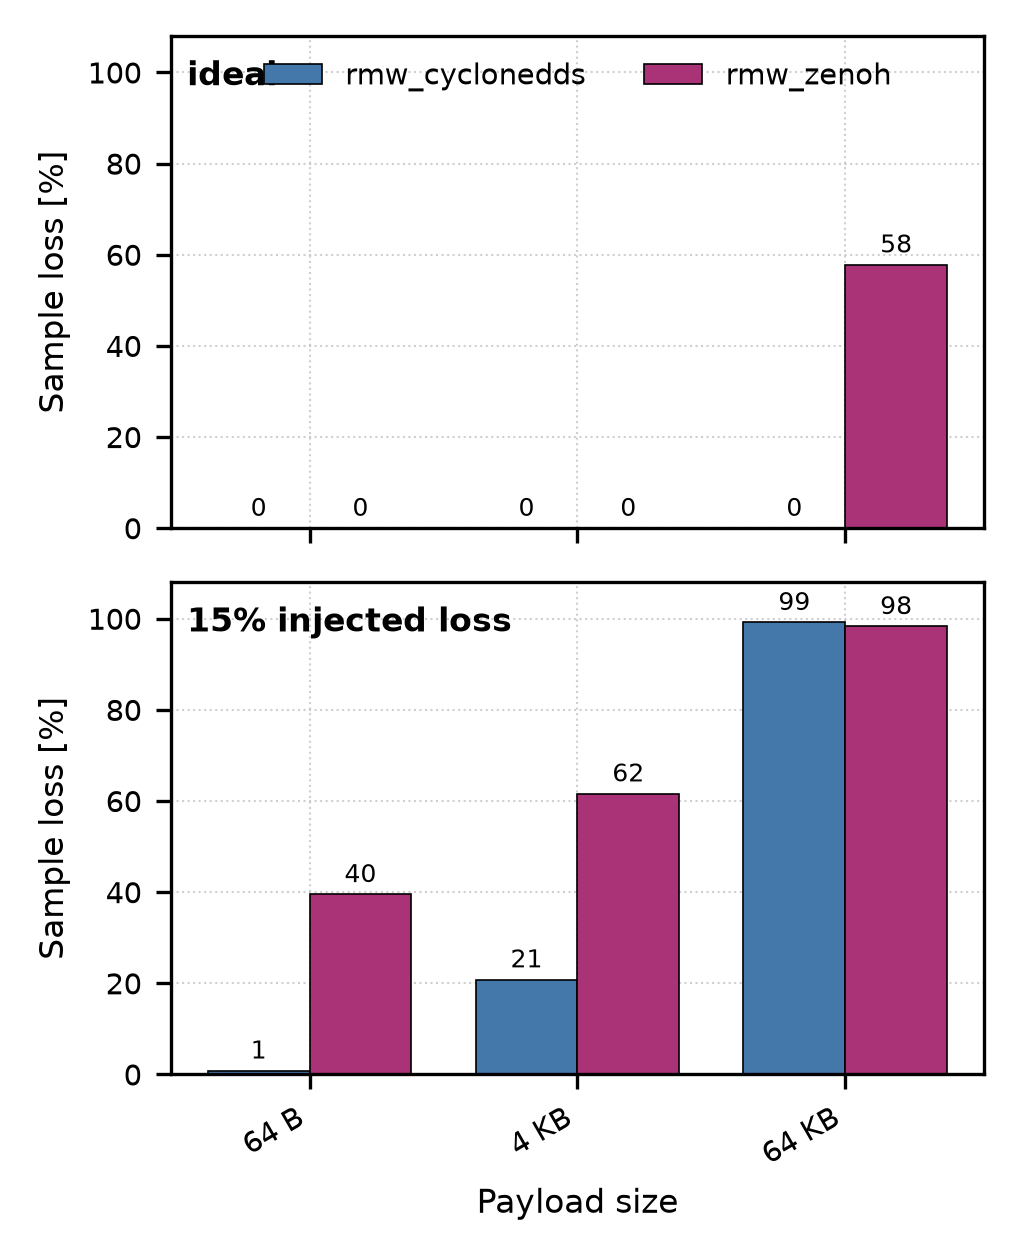 ideal rmw_cyclonedds rmw_zenoh
Sample loss [%]
100
80
60
40
20
0
0 0 0 0 0 58
15% injected loss
Sample loss [%]
100
80
60
40
20
0
1 40 21 62 99 98
64 B 4 KB 64 KB
Payload size